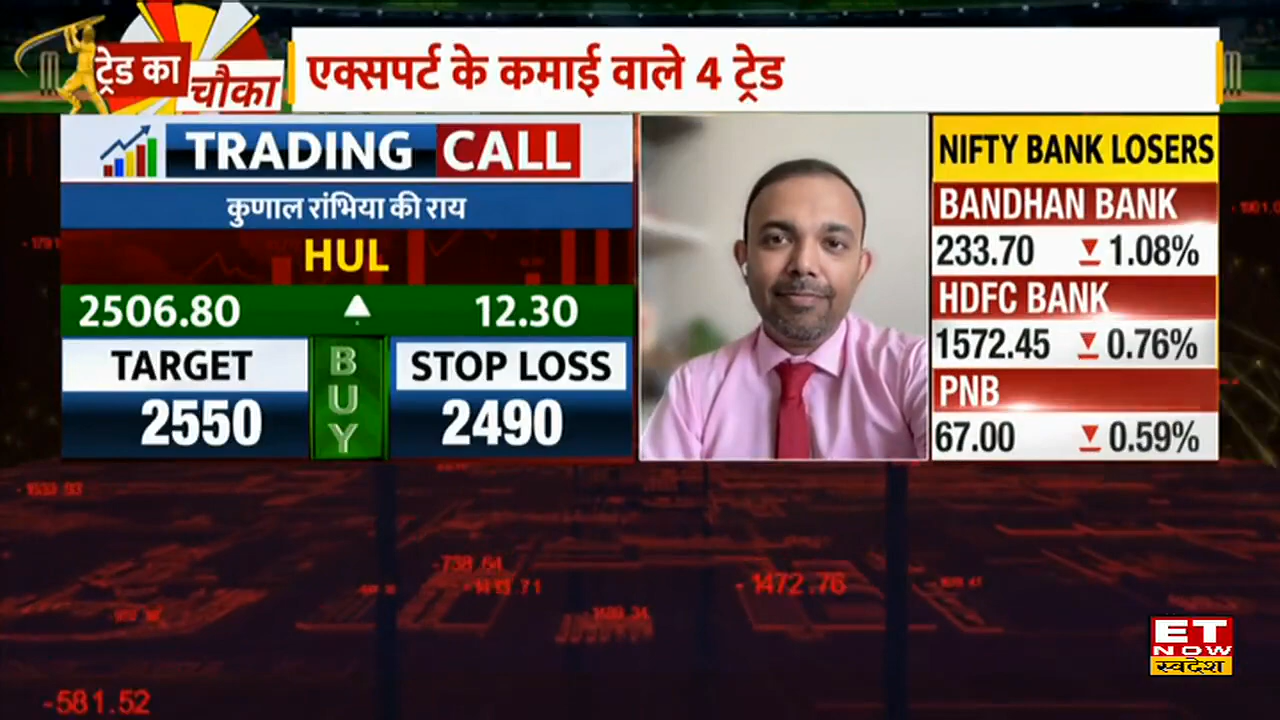 ट्रेड का
चौका
एक्सपर्ट के कमाई वाले 4 ट्रेड
TRADING CALL
कुणाल रांभिया की राय
HUL
2506.80 ▲ 12.30
TARGET
2550
BUY
STOP LOSS
2490
NIFTY BANK LOSERS
BANDHAN BANK
233.70 ▼ 1.08%
HDFC BANK
1572.45 ▼ 0.76%
PNB
67.00 ▼ 0.59%
-738.64
-1472.76
-581.52
ET
NOW
स्वदेश